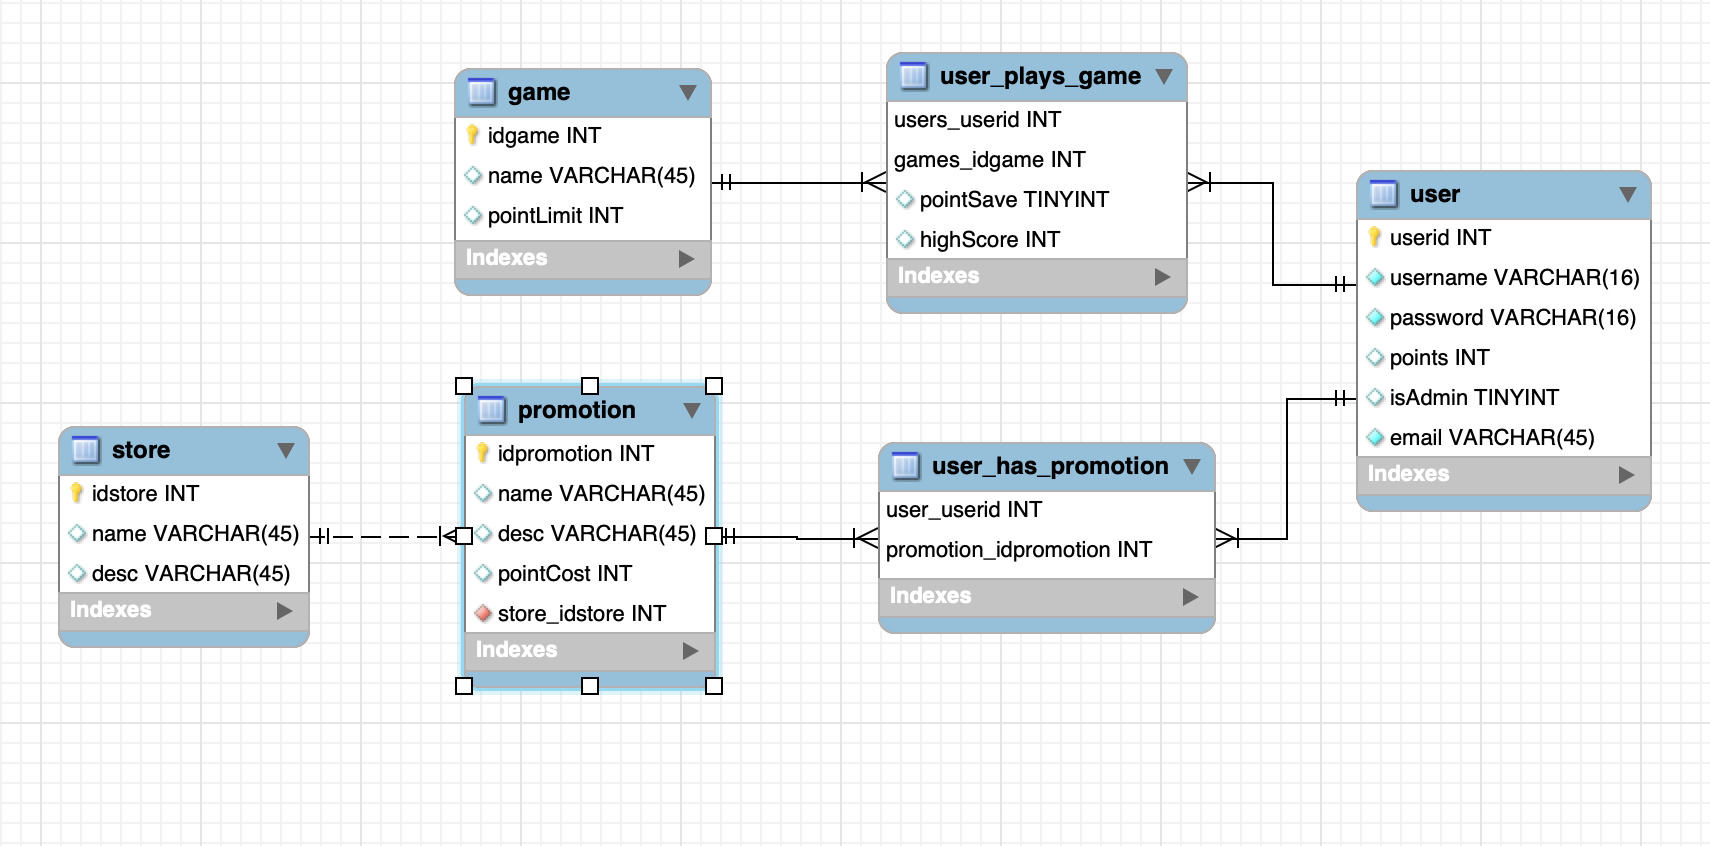 game
idgame INT
name VARCHAR(45)
pointLimit INT
Indexes
user_plays_game
users_userid INT
games_idgame INT
pointSave TINYINT
highScore INT
Indexes
user
userid INT
username VARCHAR(16)
password VARCHAR(16)
points INT
isAdmin TINYINT
email VARCHAR(45)
Indexes
store
idstore INT
name VARCHAR(45)
desc VARCHAR(45)
Indexes
promotion
idpromotion INT
name VARCHAR(45)
desc VARCHAR(45)
pointCost INT
store_idstore INT
Indexes
user_has_promotion
user_userid INT
promotion_idpromotion INT
Indexes